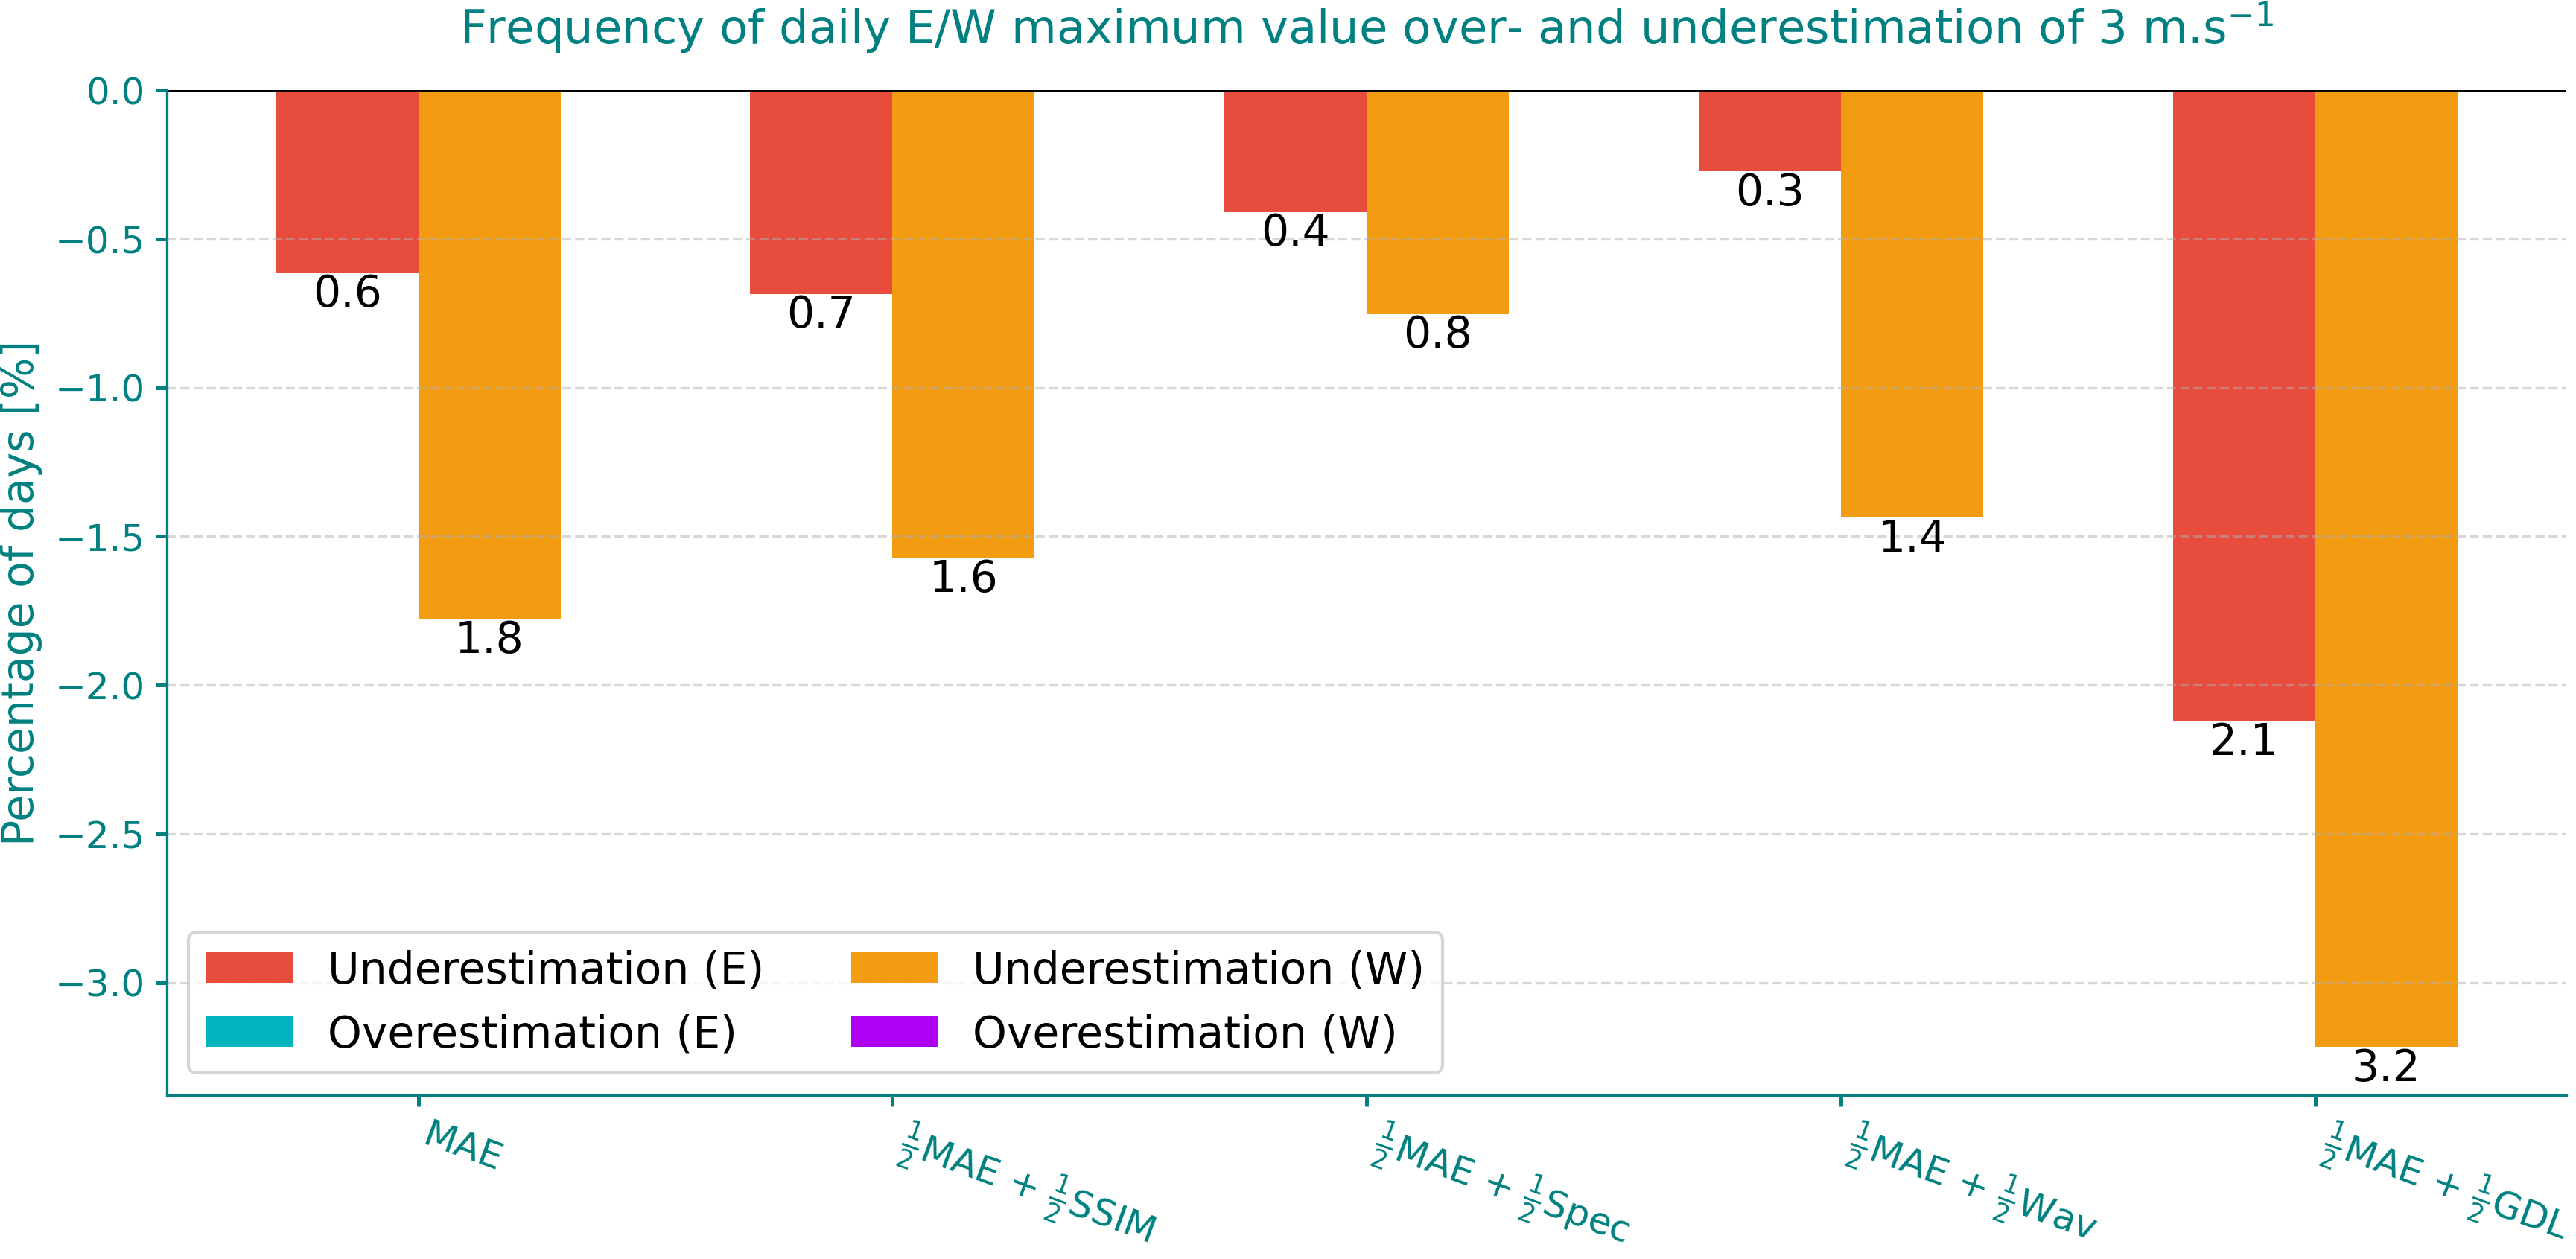 Frequency of daily E/W maximum value over- and underestimation of 3 m.s⁻¹
Percentage of days [%]
0.0
−0.5
−1.0
−1.5
−2.0
−2.5
−3.0
0.6
1.8
0.7
1.6
0.4
0.8
0.3
1.4
2.1
3.2
Underestimation (E)
Overestimation (E)
Underestimation (W)
Overestimation (W)
MAE
½MAE + ½SSIM
½MAE + ½Spec
½MAE + ½Wav
½MAE + ½GDL